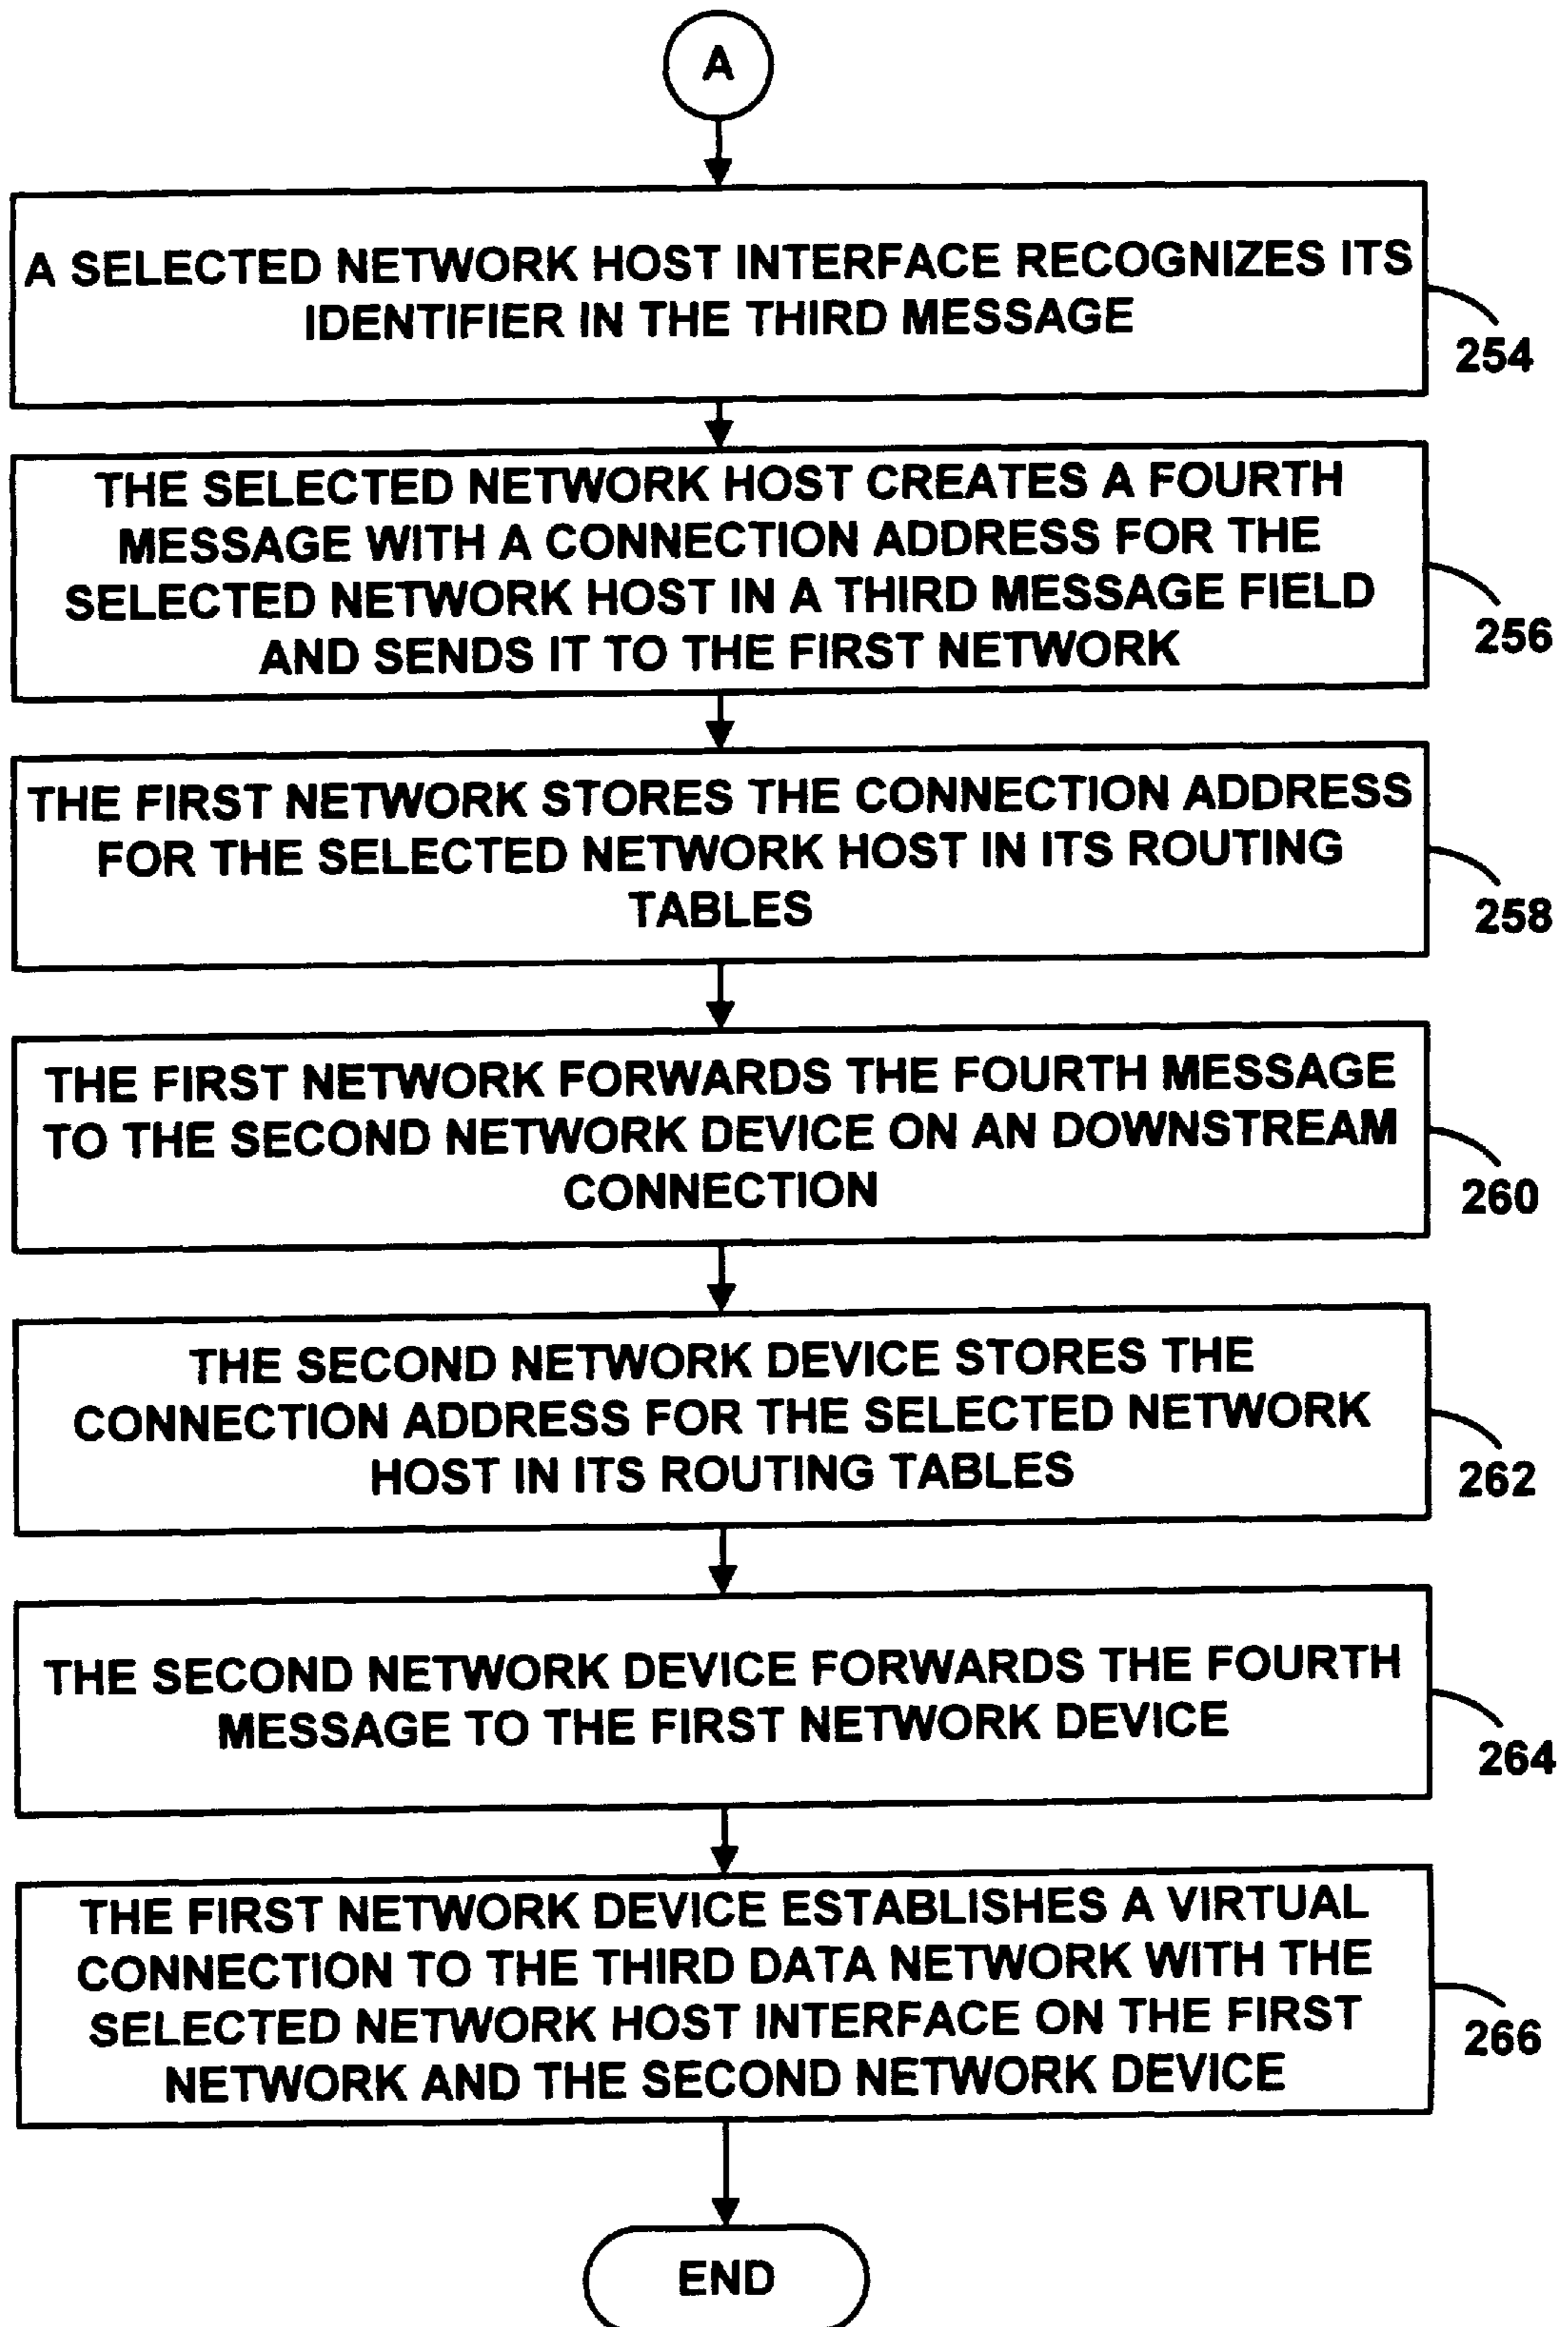 A
A SELECTED NETWORK HOST INTERFACE RECOGNIZES ITS
IDENTIFIER IN THE THIRD MESSAGE
254
THE SELECTED NETWORK HOST CREATES A FOURTH
MESSAGE WITH A CONNECTION ADDRESS FOR THE
SELECTED NETWORK HOST IN A THIRD MESSAGE FIELD
AND SENDS IT TO THE FIRST NETWORK
256
THE FIRST NETWORK STORES THE CONNECTION ADDRESS
FOR THE SELECTED NETWORK HOST IN ITS ROUTING
TABLES
258
THE FIRST NETWORK FORWARDS THE FOURTH MESSAGE
TO THE SECOND NETWORK DEVICE ON AN DOWNSTREAM
CONNECTION
260
THE SECOND NETWORK DEVICE STORES THE
CONNECTION ADDRESS FOR THE SELECTED NETWORK
HOST IN ITS ROUTING TABLES
262
THE SECOND NETWORK DEVICE FORWARDS THE FOURTH
MESSAGE TO THE FIRST NETWORK DEVICE
264
THE FIRST NETWORK DEVICE ESTABLISHES A VIRTUAL
CONNECTION TO THE THIRD DATA NETWORK WITH THE
SELECTED NETWORK HOST INTERFACE ON THE FIRST
NETWORK AND THE SECOND NETWORK DEVICE
266
END